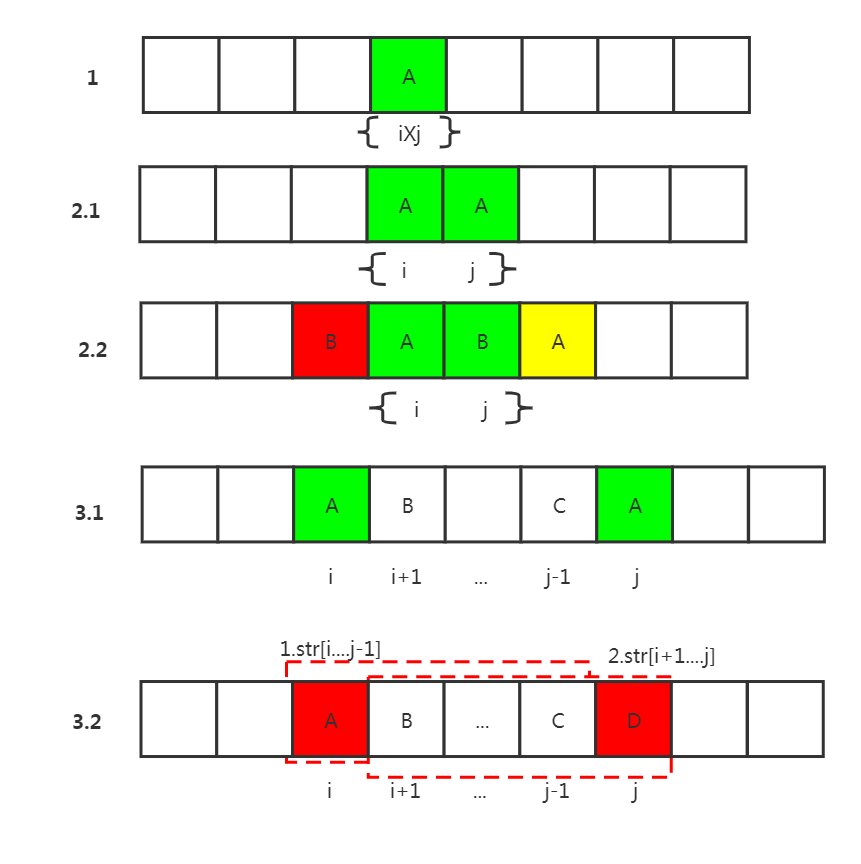 1 A
{ iXj }
2.1 A A
{ i j }
2.2 B A B A
{ i j }
3.1 A B C A
i i+1 ... j-1 j
1.str[i....j-1] 2.str[i+1....j]
3.2 A B ... C D
i i+1 ... j-1 j